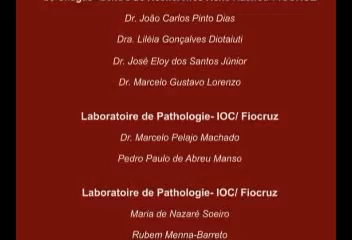 Dr. João Carlos Pinto Dias
Dra. Liléia Gonçalves Diotaiuti
Dr. José Eloy dos Santos Júnior
Dr. Marcelo Gustavo Lorenzo
Laboratoire de Pathologie- IOC/ Fiocruz
Dr. Marcelo Pelajo Machado
Pedro Paulo de Abreu Manso
Laboratoire de Pathologie- IOC/ Fiocruz
Maria de Nazaré Soeiro
Rubem Menna-Barreto